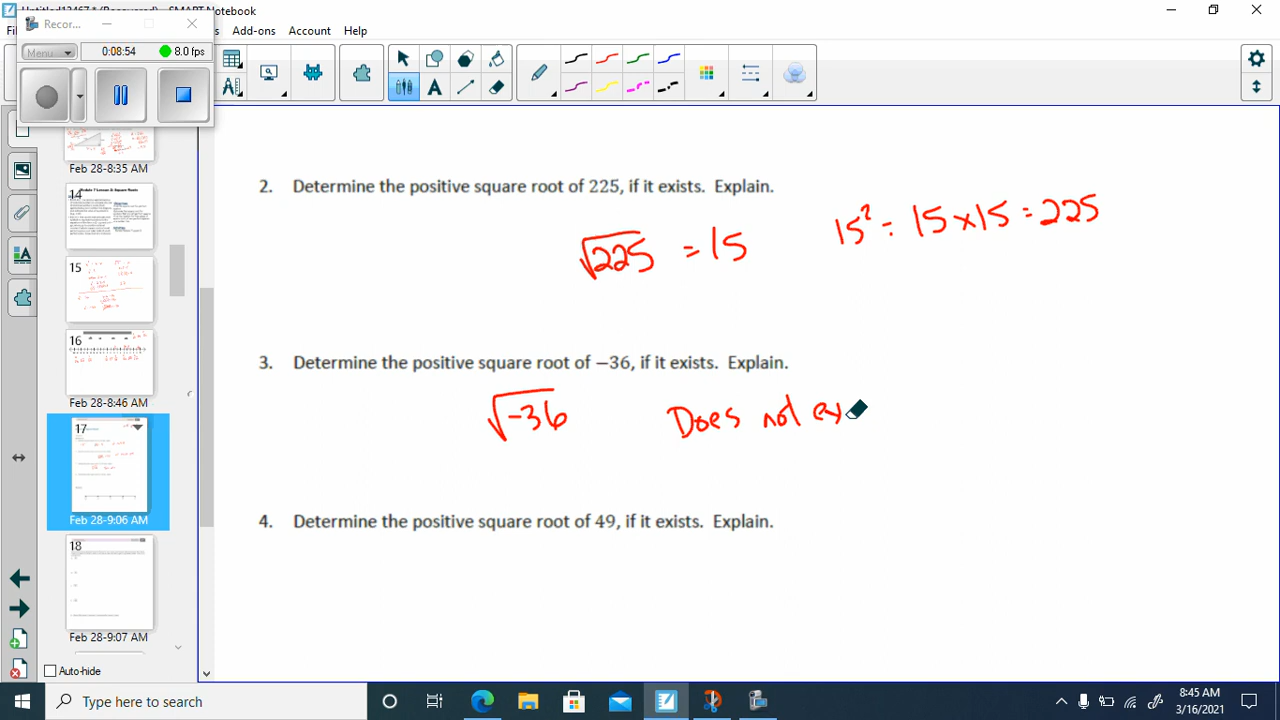 Untitled13467 * - SMART Notebook
Recor...
Add-ons Account Help
Menu
0:08:54
8.0 fps
A
Feb 28-8:35 AM
14
15
16
Feb 28-8:46 AM
17
Feb 28-9:06 AM
18
Feb 28-9:07 AM
Auto-hide
2. Determine the positive square root of 225, if it exists. Explain.
√225 = 15
15² = 15 x 15 = 225
3. Determine the positive square root of −36, if it exists. Explain.
√-36 Does not ex
4. Determine the positive square root of 49, if it exists. Explain.
Type here to search
8:45 AM
3/16/2021